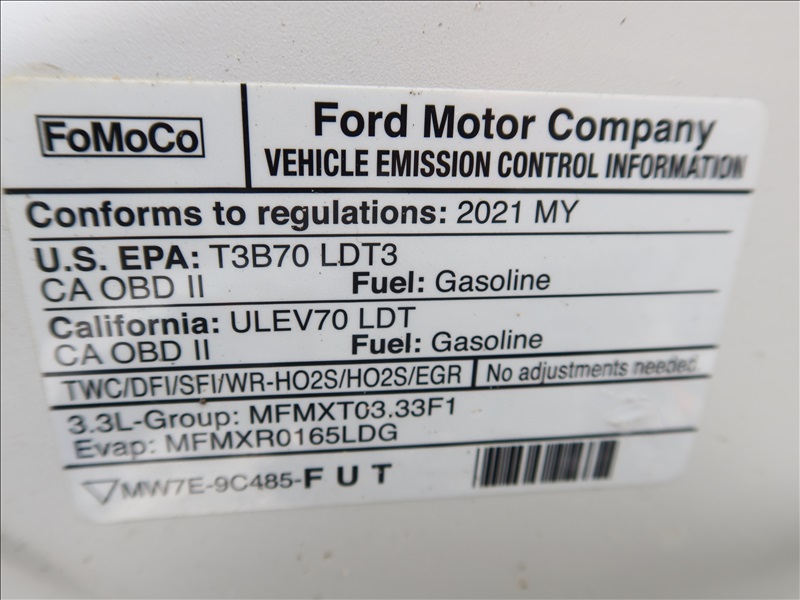 FoMoCo
Ford Motor Company
VEHICLE EMISSION CONTROL INFORMATION
Conforms to regulations: 2021 MY
U.S. EPA: T3B70 LDT3
CA OBD II Fuel: Gasoline
California: ULEV70 LDT
CA OBD II Fuel: Gasoline
TWC/DFI/SFI/WR-HO2S/HO2S/EGR No adjustments needed.
3.3L-Group: MFMXT03.33F1
Evap: MFMXR0165LDG
MW7E-9C485-F U T